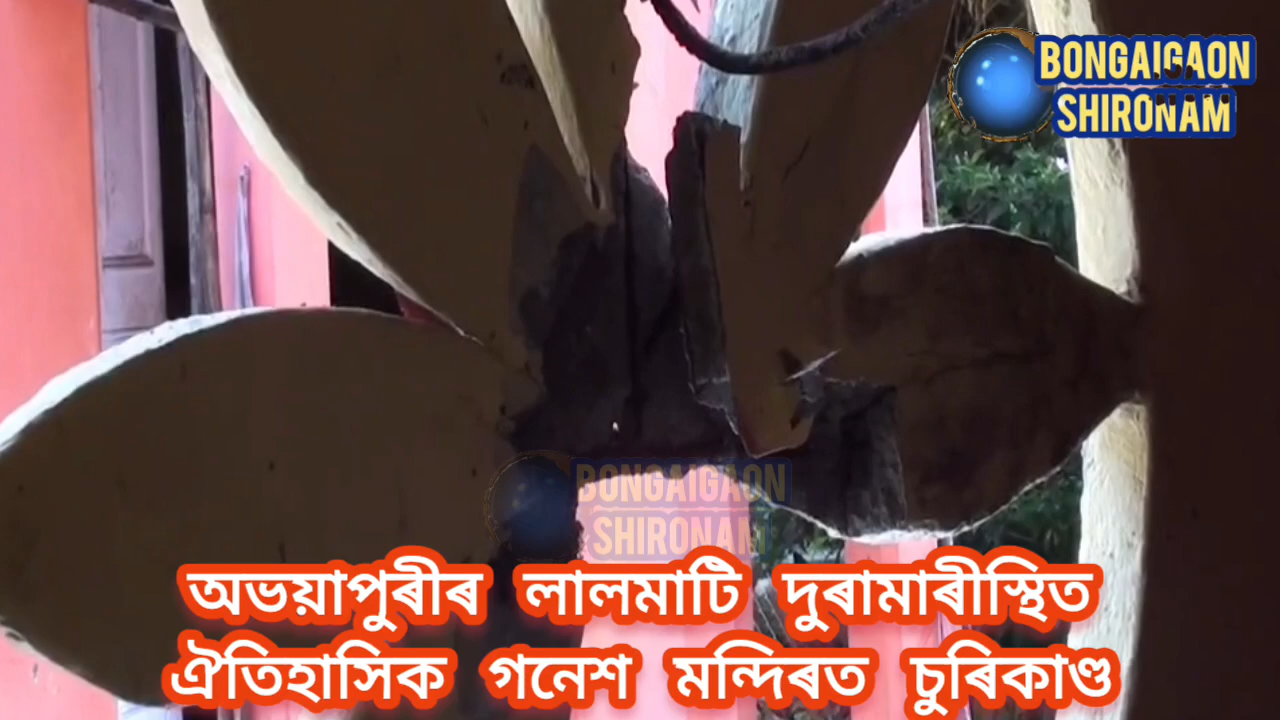 BONGAIGAON
SHIRONAM
BONGAIGAON
SHIRONAM
অভয়াপুৰীৰ লালমাটি দুৰামাৰীস্থিত
ঐতিহাসিক গনেশ মন্দিৰত চুৰিকাণ্ড